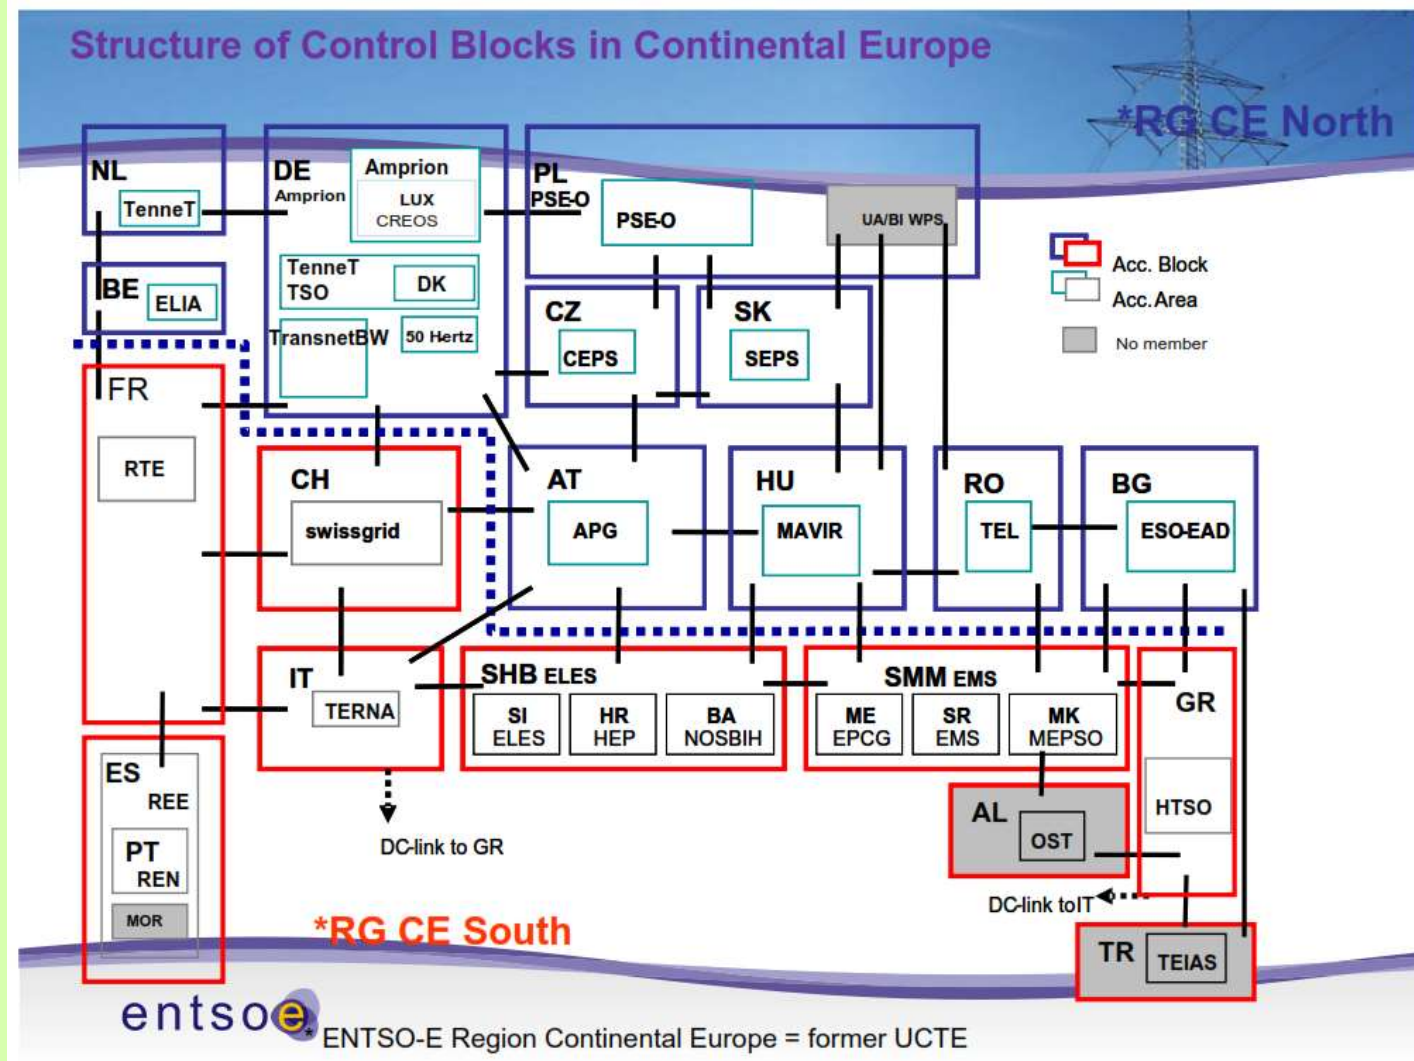 Structure of Control Blocks in Continental Europe
*RG CE North
NL
TenneT
DE
Amprion
Amprion
LUX
CREOS
TenneT
TSO
DK
TransnetBW
50 Hertz
PL
PSE-O
PSE-O
UA/BI WPS
Acc. Block
Acc. Area
No member
BE
ELIA
CZ
CEPS
SK
SEPS
FR
RTE
CH
swissgrid
AT
APG
HU
MAVIR
RO
TEL
BG
ESO-EAD
IT
TERNA
SHB ELES
SI
ELES
HR
HEP
BA
NOSBIH
SMM EMS
ME
EPCG
SR
EMS
MK
MEPSO
GR
HTSO
ES
REE
PT
REN
MOR
DC-link to GR
AL
OST
DC-link to IT
TR
TEIAS
*RG CE South
entsoe
* ENTSO-E Region Continental Europe = former UCTE